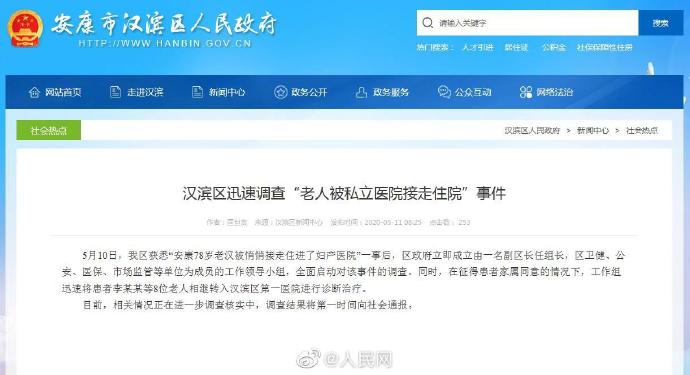 安康市汉滨区人民政府
HTTP://WWW.HANBIN.GOV.CN
请输入关键字
搜索
热门搜索： 人才引进 居住证 公积金 社会保障性住房
网站首页 走进汉滨 新闻中心 政务公开 政务服务 公众互动 网络法治
社会热点
汉滨区人民政府 > 新闻中心 > 社会热点
汉滨区迅速调查“老人被私立医院接走住院”事件
来源：汉滨区新闻中心 发布时间：2020-05-11 08:25 点击数： 253
5月10日，我区获悉“安康78岁老汉被悄悄接走住进了妇产医院”一事后，区政府立即成立由一名副区长任组长，区卫健、公
安、医保、市场监管等单位为成员的工作领导小组，全面启动对该事件的调查。同时，在征得患者家属同意的情况下，工作组
迅速将患者李某某等8位老人相继转入汉滨区第一医院进行诊断治疗。
目前，相关情况正在进一步调查核实中，调查结果将第一时间向社会通报。
@人民网